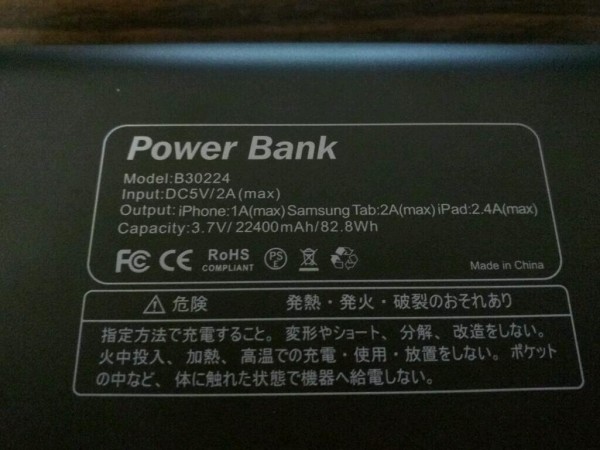 Power Bank
Model:B30224
Input:DC5V/2A(max)
Output: iPhone:1A(max) Samsung Tab:2A(max) iPad:2.4A(max)
Capacity:3.7V/ 22400mAh/82.8Wh
FC CE RoHS COMPLIANT PSE
Made in China
危険 発熱・発火・破裂のおそれあり
指定方法で充電すること。変形やショート、分解、改造をしない。
火中投入、加熱、高温での充電・使用・放置をしない。ポケット
の中など、体に触れた状態で機器へ給電しない。